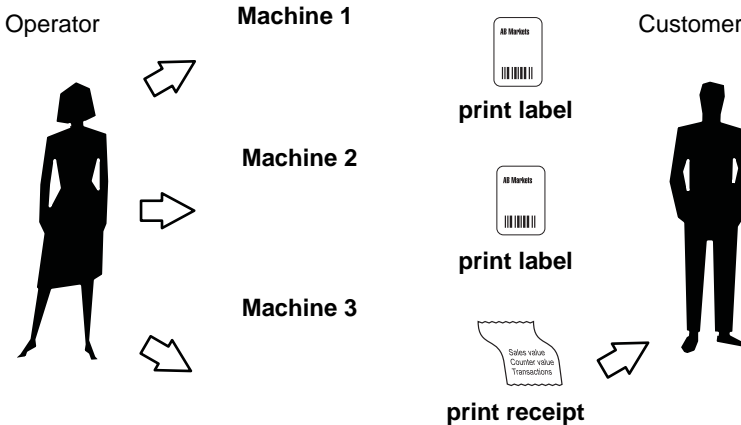 Operator
Machine 1
AB Markets
Customer
print label
Machine 2
AB Markets
print label
Machine 3
Sales value
Counter value
Transactions
print receipt